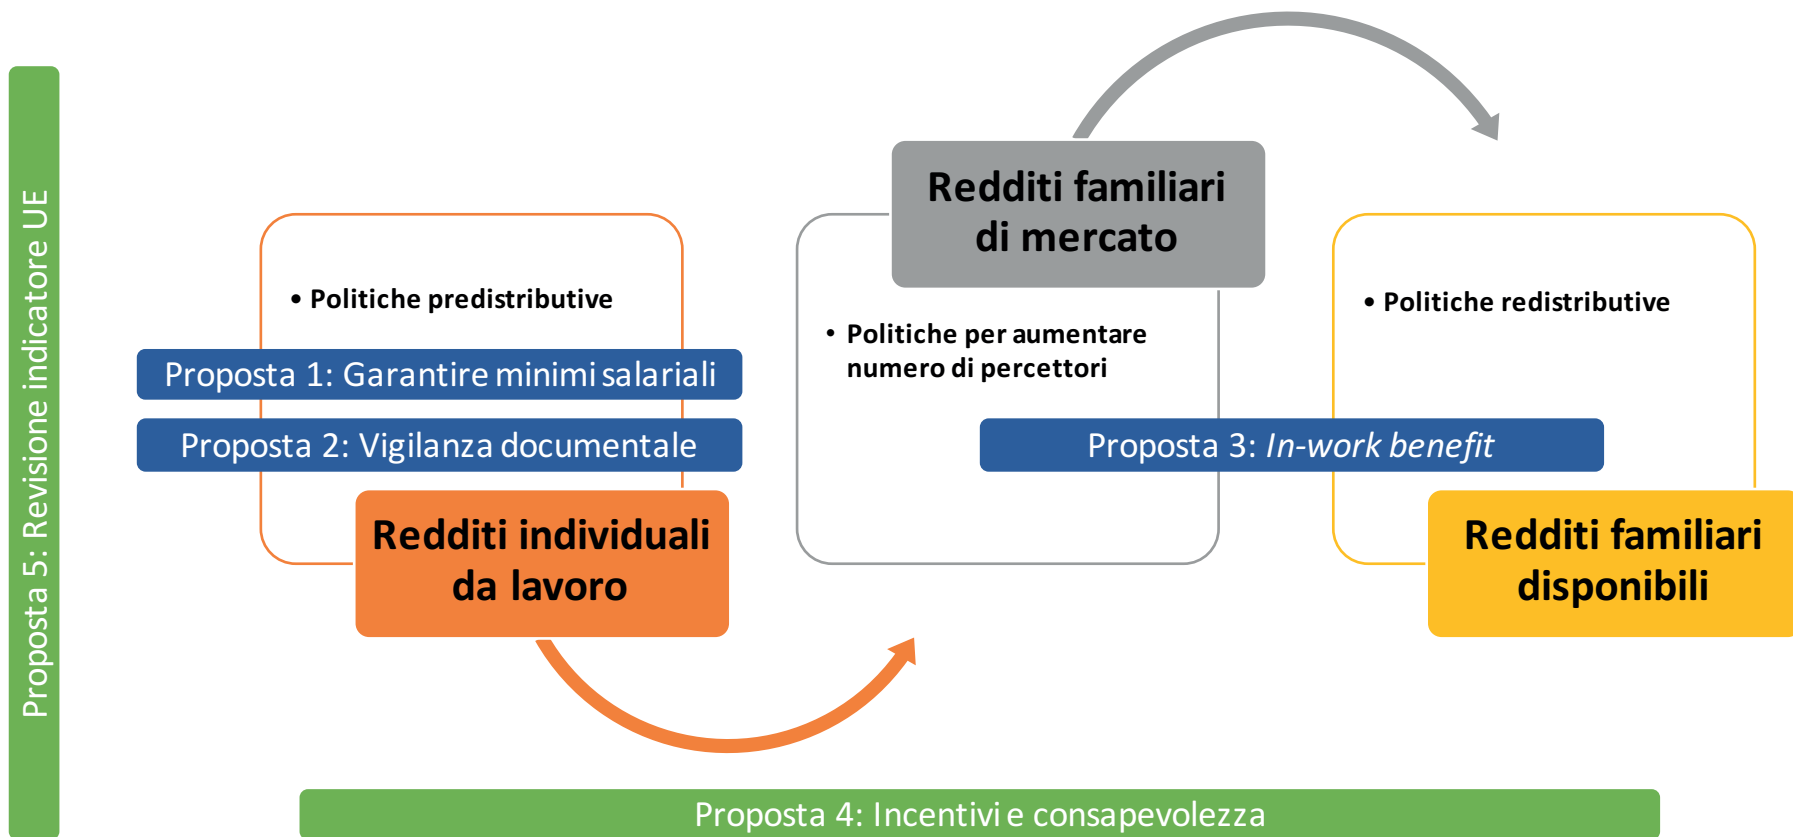 Proposta 5: Revisione indicatore UE
• Politiche predistributive
Proposta 1: Garantire minimi salariali
Proposta 2: Vigilanza documentale
Redditi individuali
da lavoro
Redditi familiari
di mercato
• Politiche per aumentare
numero di percettori
• Politiche redistributive
Proposta 3: In-work benefit
Redditi familiari
disponibili
Proposta 4: Incentivi e consapevolezza